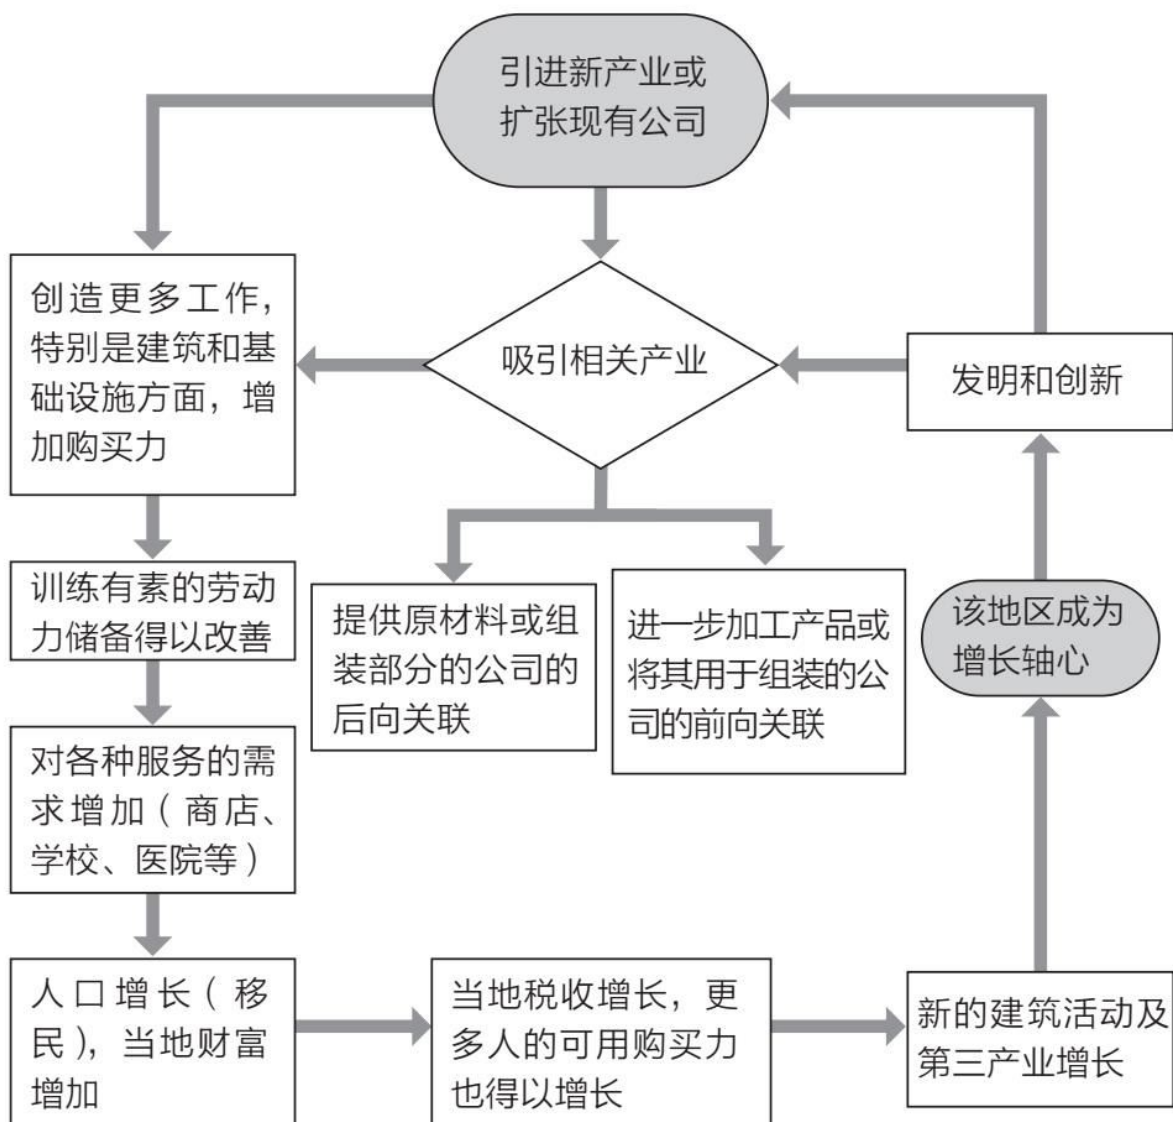 引进新产业或
扩张现有公司
创造更多工作，
特别是建筑和基
础设施方面，增
加购买力
吸引相关产业
发明和创新
训练有素的劳动
力储备得以改善
提供原材料或组
装部分的公司的
后向关联
进一步加工产品或
将其用于组装的公
司的前向关联
该地区成为
增长轴心
对各种服务的需
求增加（商店、
学校、医院等）
人口增长（移
民），当地财富
增加
当地税收增长，更
多人的可用购买力
也得以增长
新的建筑活动及
第三产业增长